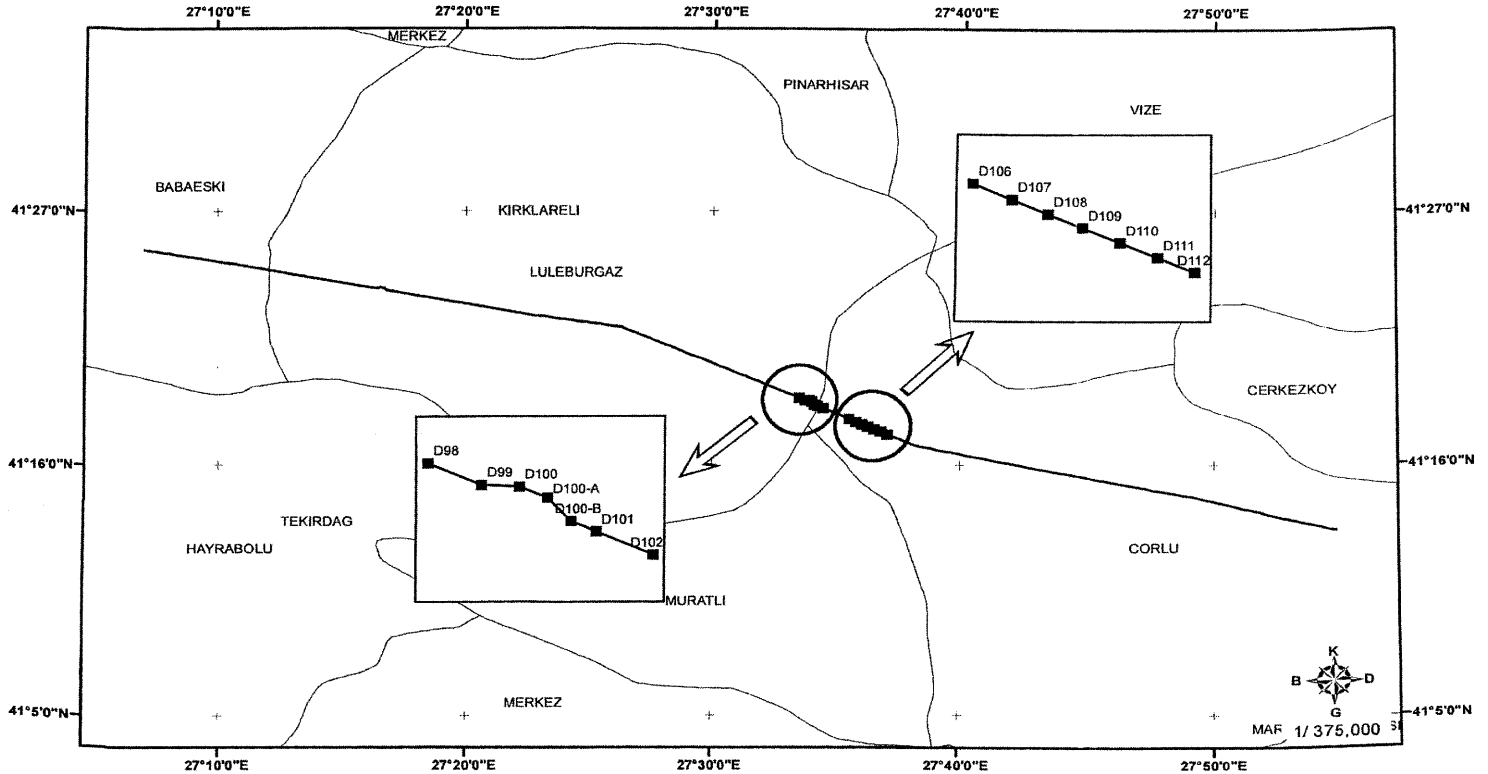 27°10'0"E 27°20'0"E 27°30'0"E 27°40'0"E 27°50'0"E
MERKEZ
PINARHISAR
VIZE
D106
D107
D108
D109
D110
D111
D112
BABAESKI
41°27'0"N KIRKLARELI 41°27'0"N
LULEBURGAZ
CERKEZKOY
D98
D99 D100
D100-A
D100-B
D101
D102
41°16'0"N 41°16'0"N
TEKIRDAG
HAYRABOLU
CORLU
MURATLI
MERKEZ
K
B D
G
41°5'0"N 41°5'0"N
MAR 1/ 375,000
27°10'0"E 27°20'0"E 27°30'0"E 27°40'0"E 27°50'0"E